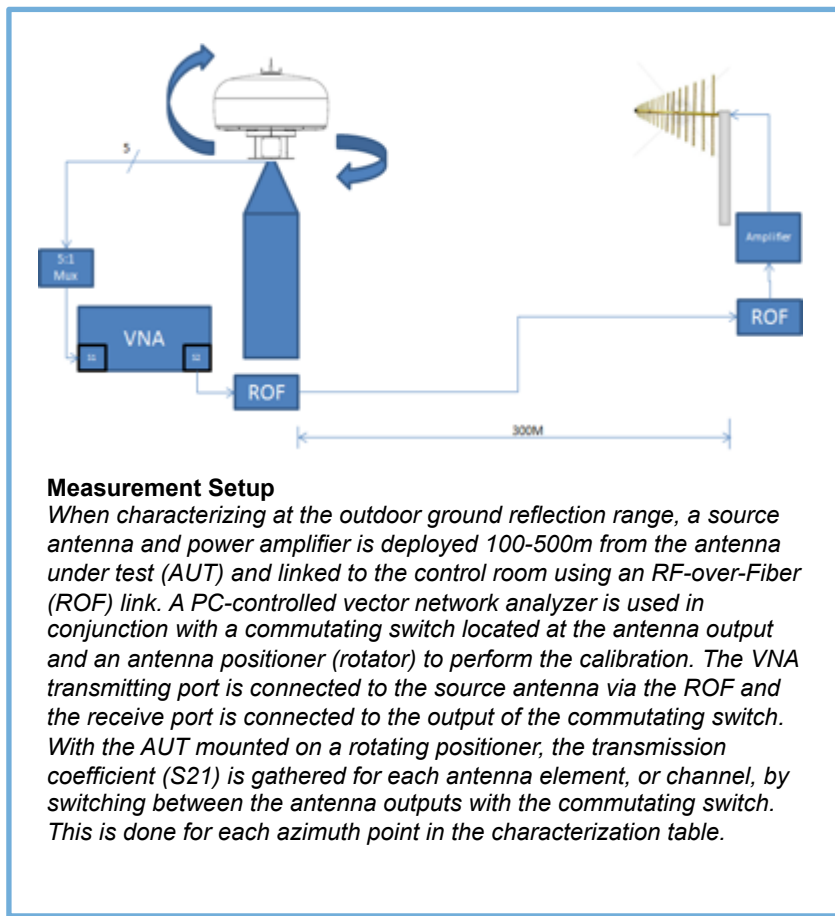 5
5:1
Mux
VNA
S1
S2
ROF
Amplifier
ROF
300M
Measurement Setup
When characterizing at the outdoor ground reflection range, a source
antenna and power amplifier is deployed 100-500m from the antenna
under test (AUT) and linked to the control room using an RF-over-Fiber
(ROF) link. A PC-controlled vector network analyzer is used in
conjunction with a commutating switch located at the antenna output
and an antenna positioner (rotator) to perform the calibration. The VNA
transmitting port is connected to the source antenna via the ROF and
the receive port is connected to the output of the commutating switch.
With the AUT mounted on a rotating positioner, the transmission
coefficient (S21) is gathered for each antenna element, or channel, by
switching between the antenna outputs with the commutating switch.
This is done for each azimuth point in the characterization table.